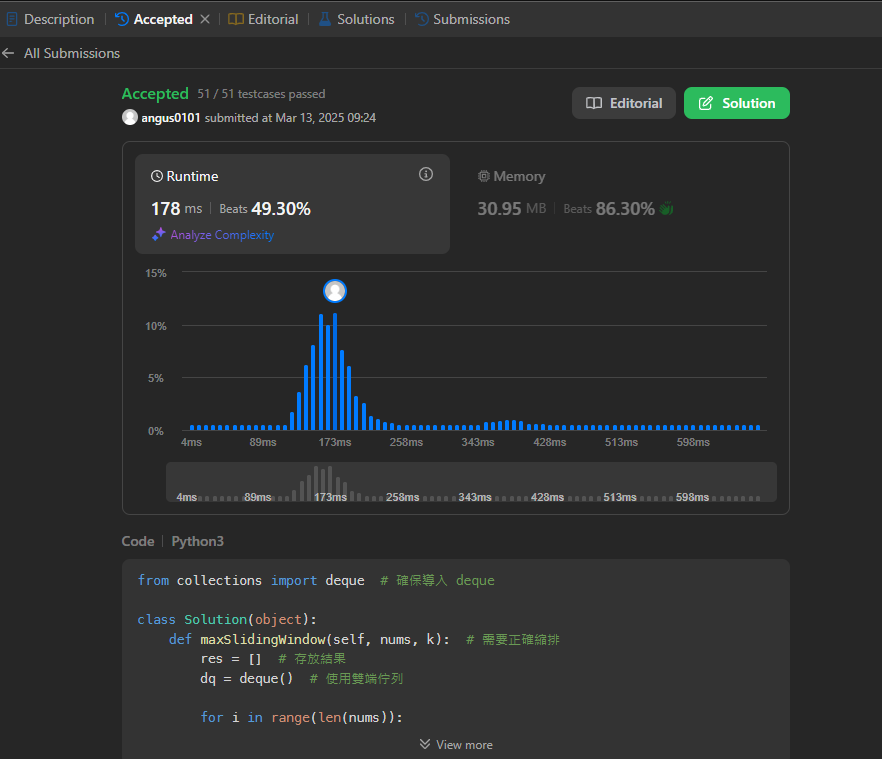 Description | Accepted × | Editorial | Solutions | Submissions
← All Submissions
Accepted 51 / 51 testcases passed
angus0101 submitted at Mar 13, 2025 09:24
Editorial
Solution
Runtime
178 ms | Beats 49.30%
Analyze Complexity
Memory
30.95 MB | Beats 86.30%
15%
10%
5%
0%
4ms 89ms 173ms 258ms 343ms 428ms 513ms 598ms
4ms 89ms 173ms 258ms 343ms 428ms 513ms 598ms
Code | Python3
from collections import deque  # 確保導入 deque
class Solution(object):
    def maxSlidingWindow(self, nums, k):  # 需要正確縮排
        res = []  # 存放結果
        dq = deque()  # 使用雙端佇列
        for i in range(len(nums)):
View more